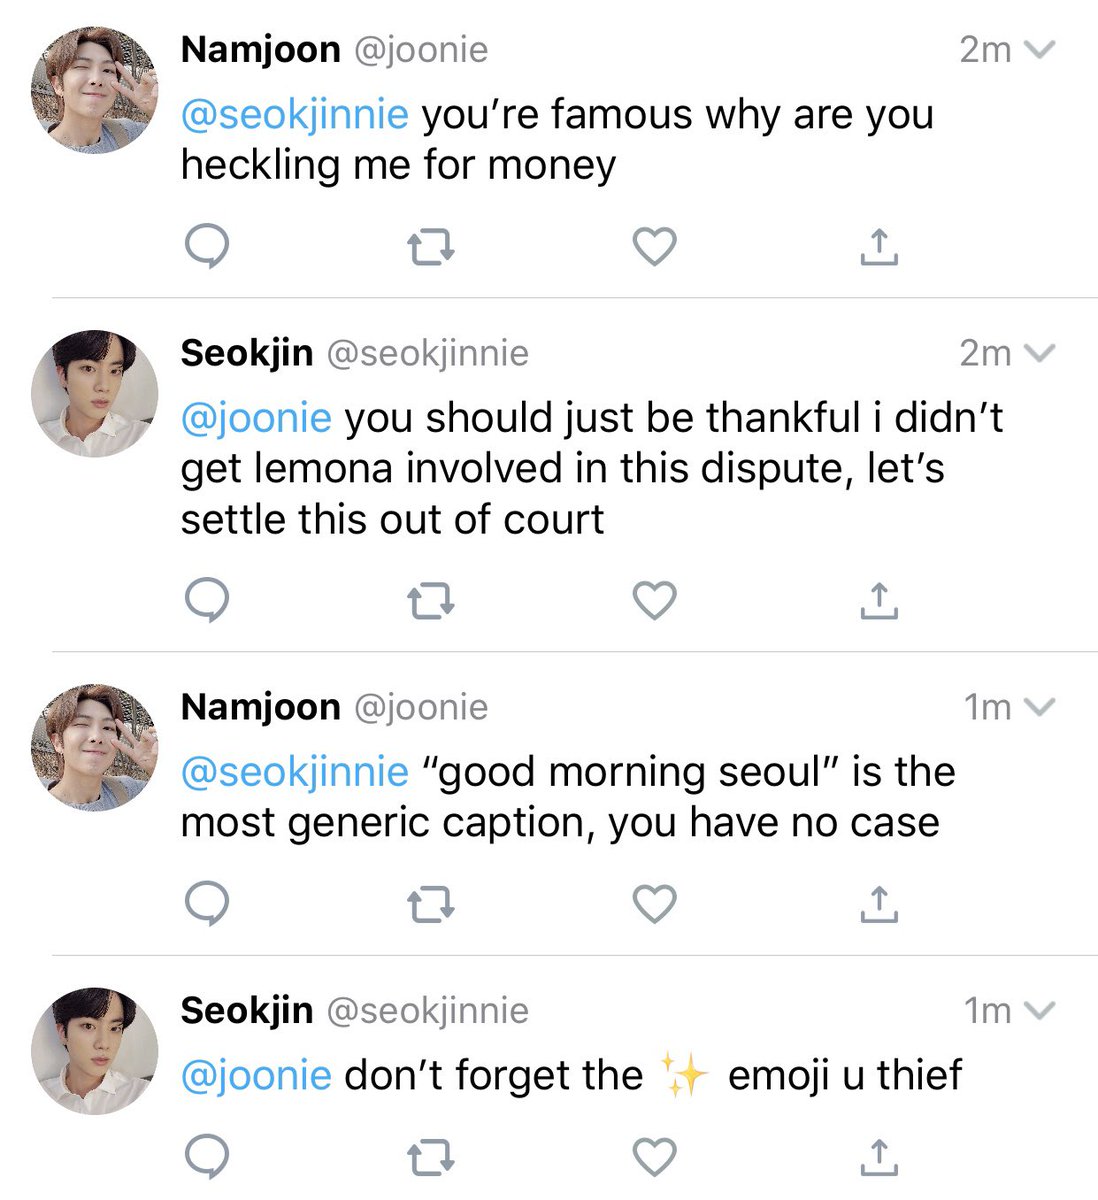 Namjoon @joonie 2m
@seokjinnie you’re famous why are you
heckling me for money
Seokjin @seokjinnie 2m
@joonie you should just be thankful i didn’t
get lemona involved in this dispute, let’s
settle this out of court
Namjoon @joonie 1m
@seokjinnie “good morning seoul” is the
most generic caption, you have no case
Seokjin @seokjinnie 1m
@joonie don’t forget the ✨ emoji u thief